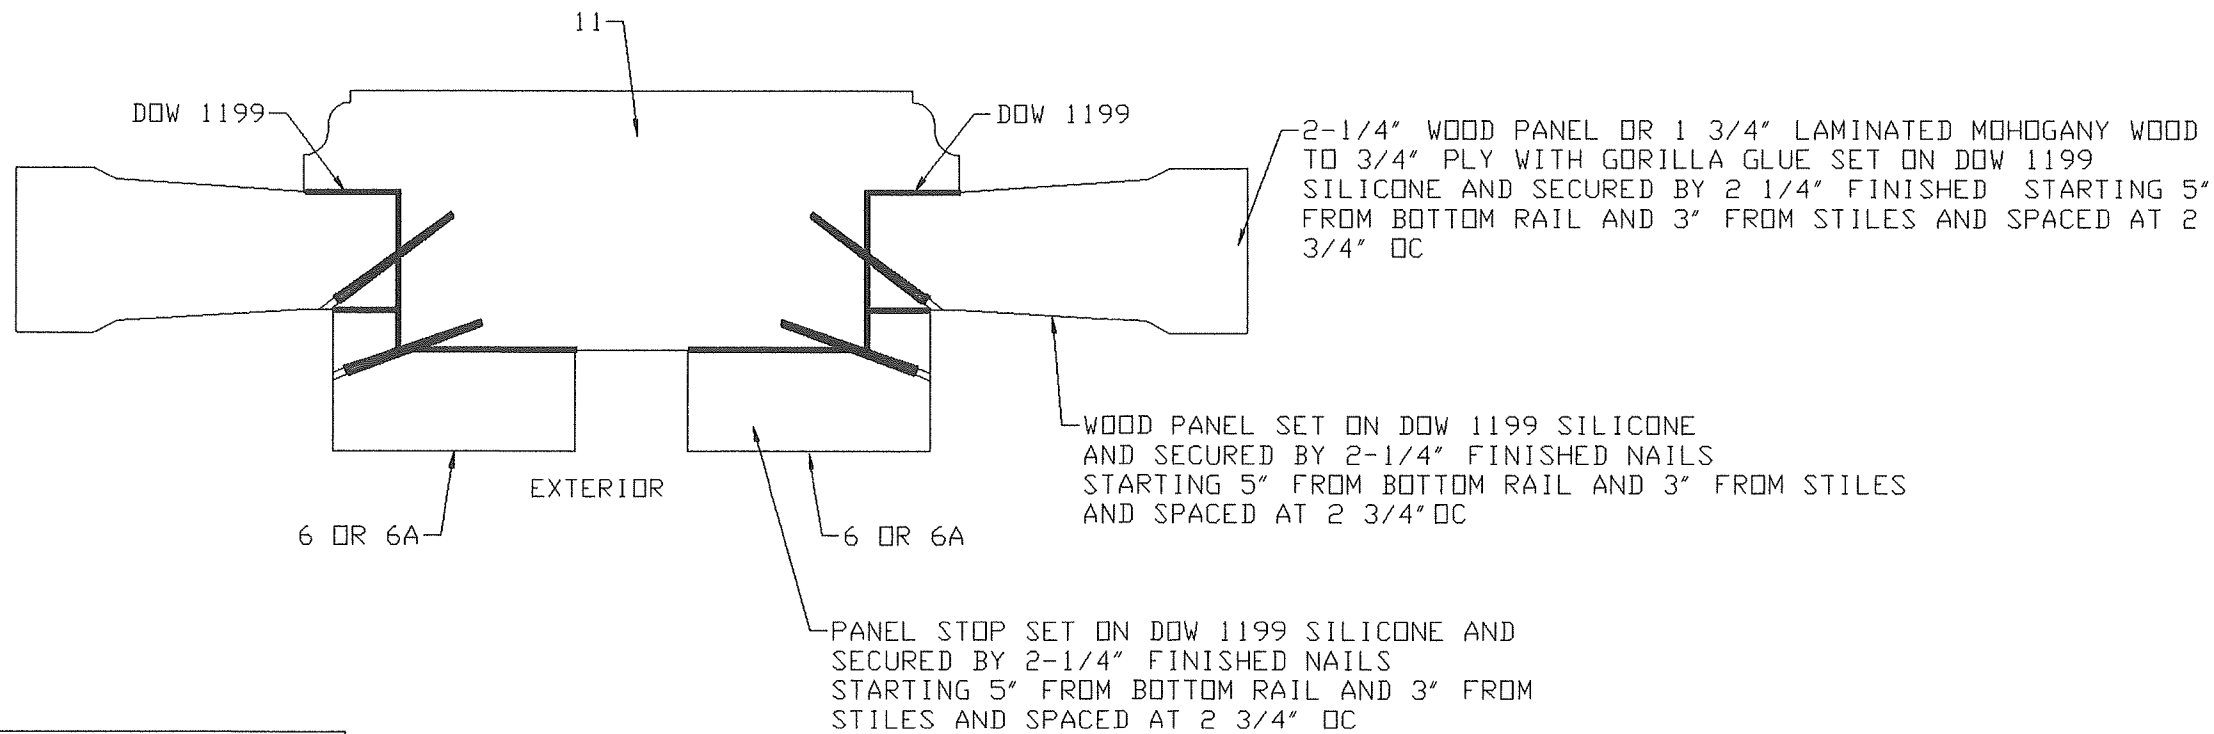 11
DOW 1199
DOW 1199
2-1/4" WOOD PANEL OR 1 3/4" LAMINATED MOHOGANY WOOD
TO 3/4" PLY WITH GORILLA GLUE SET ON DOW 1199
SILICONE AND SECURED BY 2 1/4" FINISHED STARTING 5"
FROM BOTTOM RAIL AND 3" FROM STILES AND SPACED AT 2
3/4" OC
WOOD PANEL SET ON DOW 1199 SILICONE
AND SECURED BY 2-1/4" FINISHED NAILS
STARTING 5" FROM BOTTOM RAIL AND 3" FROM STILES
AND SPACED AT 2 3/4" OC
EXTERIOR
6 OR 6A
6 OR 6A
PANEL STOP SET ON DOW 1199 SILICONE AND
SECURED BY 2-1/4" FINISHED NAILS
STARTING 5" FROM BOTTOM RAIL AND 3" FROM
STILES AND SPACED AT 2 3/4" OC